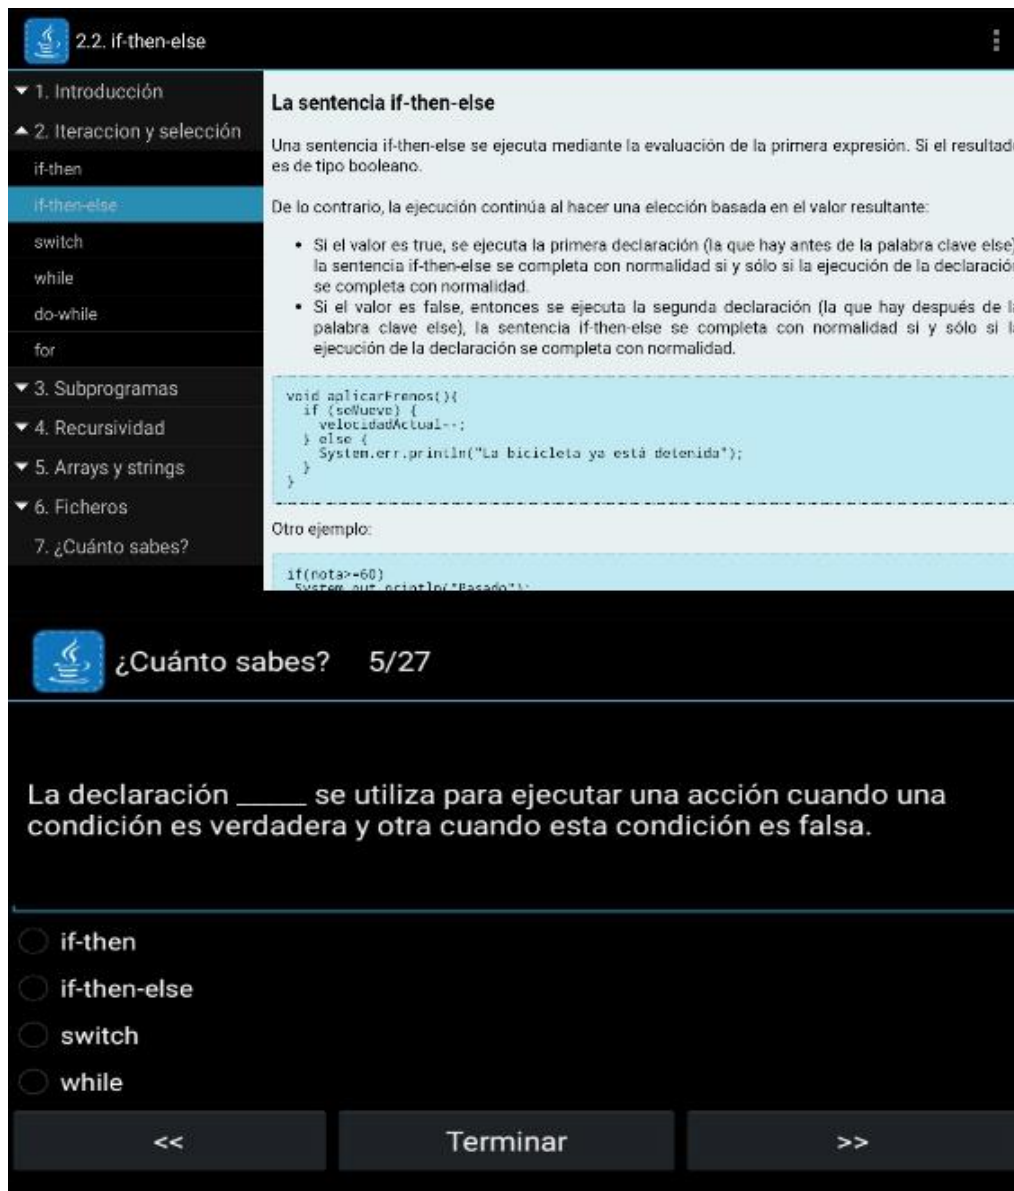 2.2. if-then-else
1. Introducción
2. Iteraccion y selección
if-then
if-then-else
switch
while
do-while
for
3. Subprogramas
4. Recursividad
5. Arrays y strings
6. Ficheros
7. ¿Cuánto sabes?
La sentencia if-then-else
Una sentencia if-then-else se ejecuta mediante la evaluación de la primera expresión. Si el resultad
es de tipo booleano.
De lo contrario, la ejecución continúa al hacer una elección basada en el valor resultante:
• Si el valor es true, se ejecuta la primera declaración (la que hay antes de la palabra clave else)
la sentencia if-then-else se completa con normalidad si y sólo si la ejecución de la declaració
se completa con normalidad.
• Si el valor es false, entonces se ejecuta la segunda declaración (la que hay después de l
palabra clave else), la sentencia if-then-else se completa con normalidad si y sólo si l
ejecución de la declaración se completa con normalidad.
void aplicarFrenos(){
if (seMueve) {
velocidadActual--;
} else {
System.err.println("La bicicleta ya está detenida");
}
}
Otro ejemplo:
if(nota>=60)
System.out.println("Pasado");
¿Cuánto sabes? 5/27
La declaración _____ se utiliza para ejecutar una acción cuando una
condición es verdadera y otra cuando esta condición es falsa.
if-then
if-then-else
switch
while
<< Terminar >>